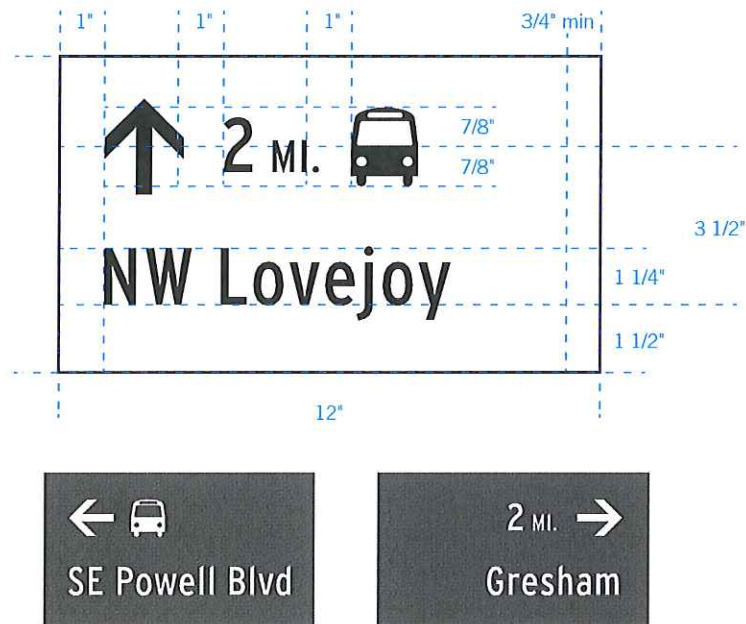 1" 1" 1" 3/4" min
2 MI.
7/8"
7/8"
3 1/2"
NW Lovejoy
1 1/4"
1 1/2"
12"
2 MI.
SE Powell Blvd
Gresham